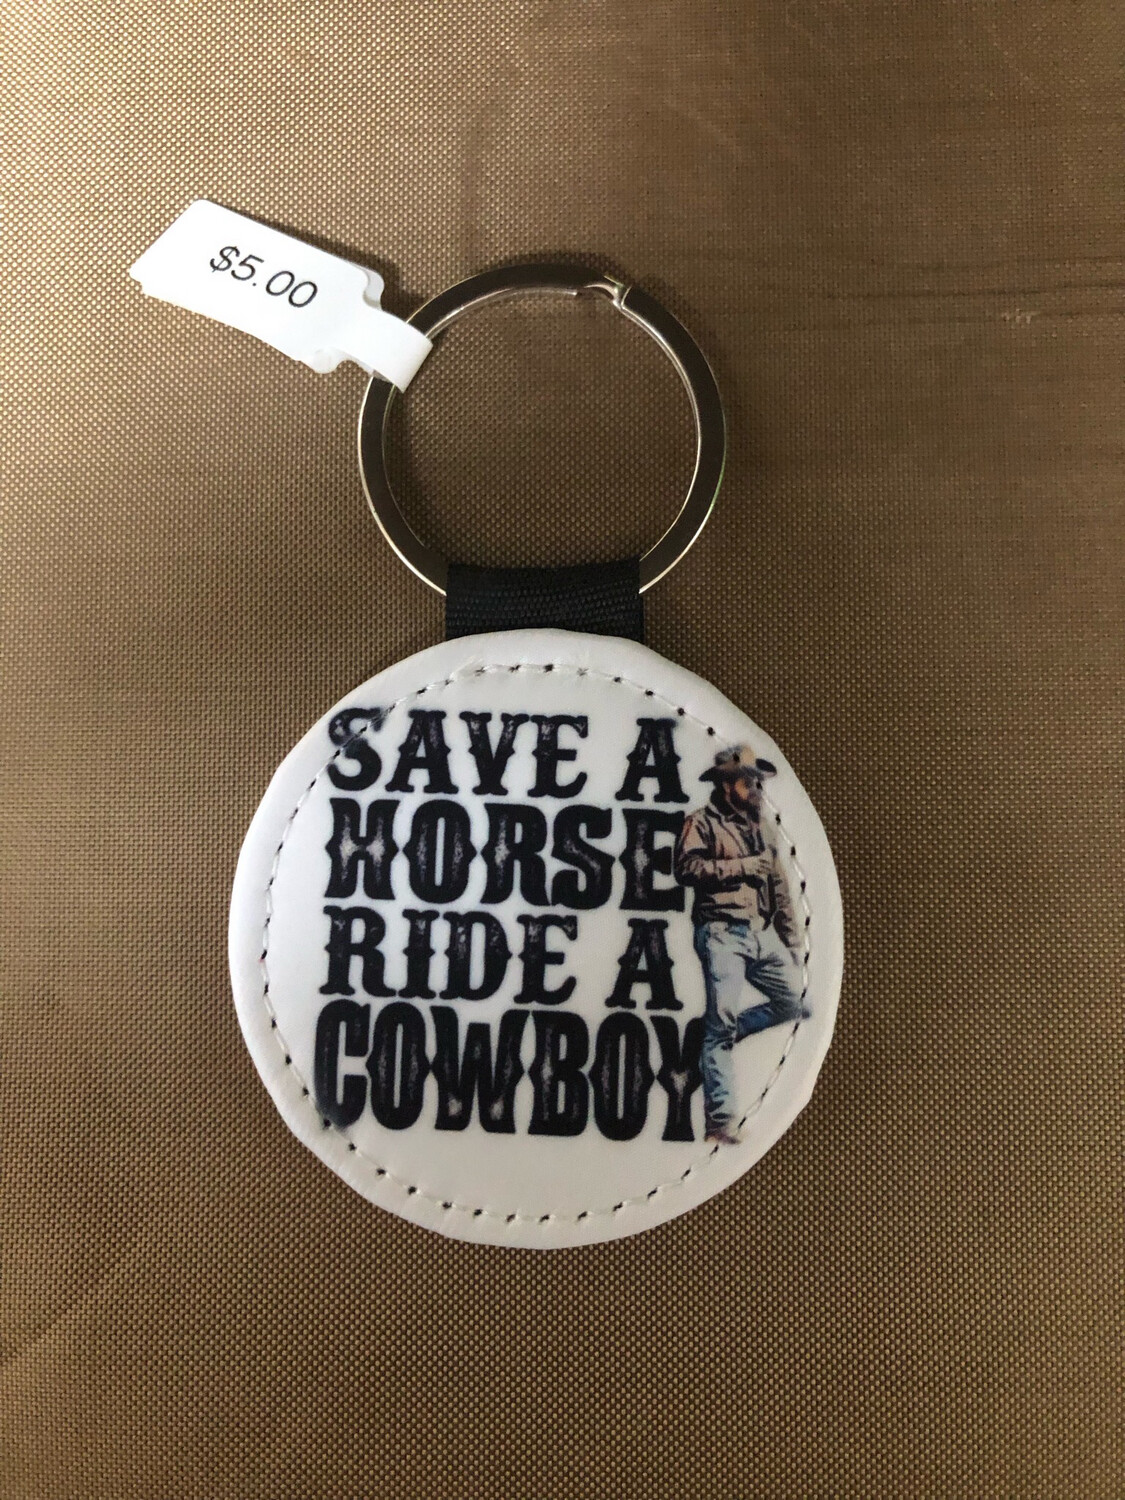 $5.00
SAVE A
HORSE
RIDE A
COWBOY